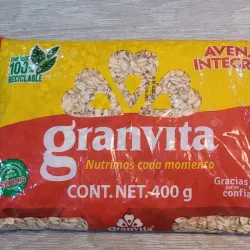 100%
RECICLABLE
AVENA
INTEGR
granvita
Nutrimos cada momento
CONT. NET. 400 g
Gracias
confia
granvita